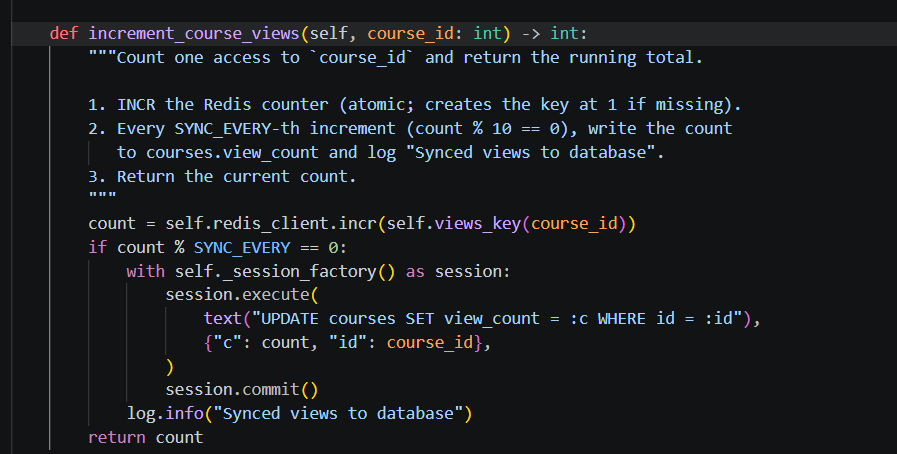 def increment_course_views(self, course_id: int) -> int:
    """Count one access to `course_id` and return the running total.

    1. INCR the Redis counter (atomic; creates the key at 1 if missing).
    2. Every SYNC_EVERY-th increment (count % 10 == 0), write the count
       to courses.view_count and log "Synced views to database".
    3. Return the current count.
    """
    count = self.redis_client.incr(self.views_key(course_id))
    if count % SYNC_EVERY == 0:
        with self._session_factory() as session:
            session.execute(
                text("UPDATE courses SET view_count = :c WHERE id = :id"),
                {"c": count, "id": course_id},
            )
            session.commit()
        log.info("Synced views to database")
    return count